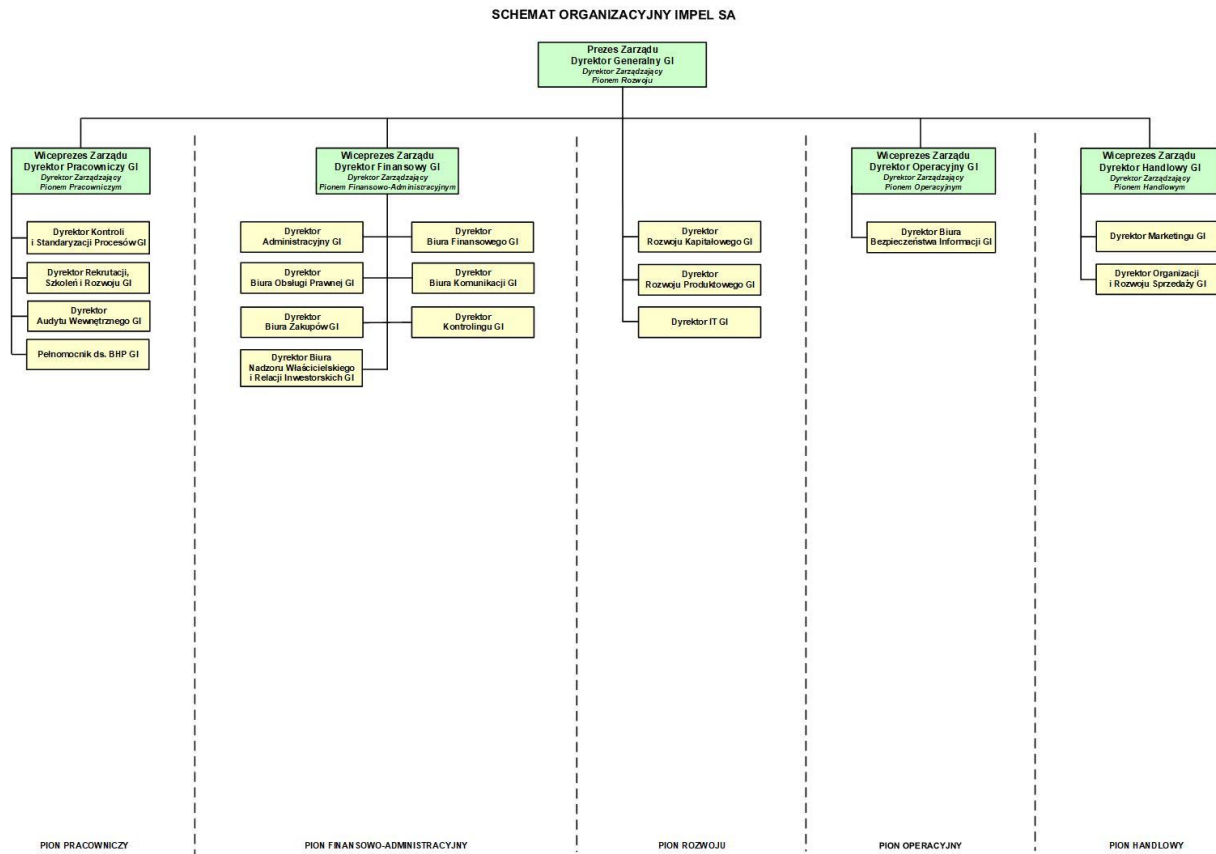 SCHEMAT ORGANIZACYJNY IMPEL SA
Prezes Zarządu
Dyrektor Generalny GI
Dyrektor Zarządzający
Pionem Rozwoju
Wiceprezes Zarządu
Dyrektor Pracowniczy GI
Dyrektor Zarządzający
Pionem Pracowniczym
Dyrektor Kontroli
i Standaryzacji Procesów GI
Dyrektor Rekrutacji,
Szkoleń i Rozwoju GI
Dyrektor
Audytu Wewnętrznego GI
Pełnomocnik ds. BHP GI
Wiceprezes Zarządu
Dyrektor Finansowy GI
Dyrektor Zarządzający
Pionem Finansowo-Administracyjnym
Dyrektor
Administracyjny GI
Dyrektor
Biura Finansowego GI
Dyrektor
Biura Obsługi Prawnej GI
Dyrektor
Biura Komunikacji GI
Dyrektor
Biura Zakupów GI
Dyrektor
Kontrolingu GI
Dyrektor Biura
Nadzoru Właścicielskiego
i Relacji Inwestorskich GI
Dyrektor
Rozwoju Kapitałowego GI
Dyrektor
Rozwoju Produktowego GI
Dyrektor IT GI
Wiceprezes Zarządu
Dyrektor Operacyjny GI
Dyrektor Zarządzający
Pionem Operacyjnym
Dyrektor Biura
Bezpieczeństwa Informacji GI
Wiceprezes Zarządu
Dyrektor Handlowy GI
Dyrektor Zarządzający
Pionem Handlowym
Dyrektor Marketingu GI
Dyrektor Organizacji
i Rozwoju Sprzedaży GI
PION PRACOWNICZY
PION FINANSOWO-ADMINISTRACYJNY
PION ROZWOJU
PION OPERACYJNY
PION HANDLOWY